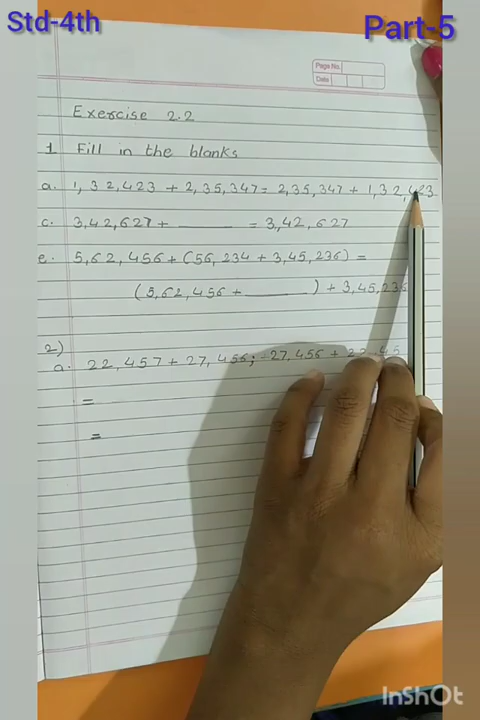 Std-4th
Part-5
Page No.
Date
Exercise 2.2
1 Fill in the blanks
a. 1,32,423 + 2,35,347 = 2,35,347 + 1,32,423
c. 3,42,627 + ______ = 3,42,627
e. 5,62,456 + (56,234 + 3,45,236) =
(5,62,456 + ______ ) + 3,45,236
2)
a. 22,457 + 27,456; 27,456 + 22,45
=
=
InShOt